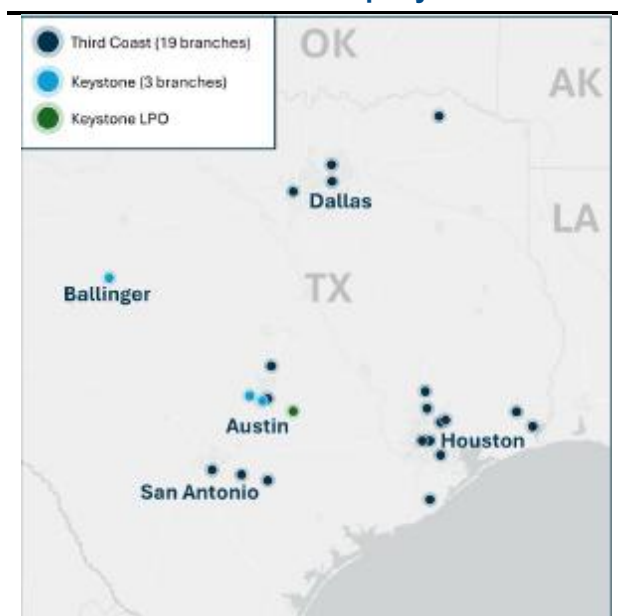 Third Coast (19 branches)
Keystone (3 branches)
Keystone LPO
OK
AK
Dallas
LA
Ballinger
TX
Austin
Houston
San Antonio